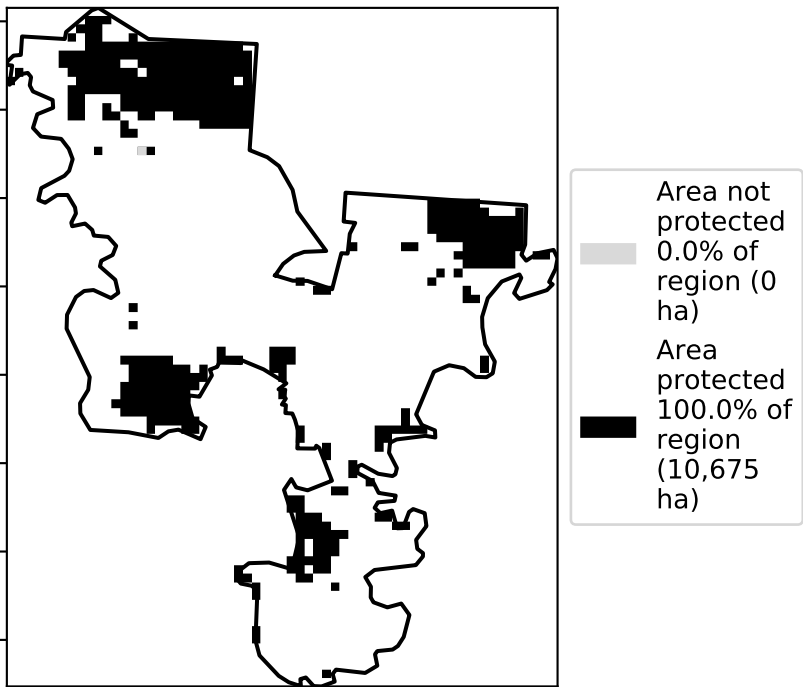 Area not
protected
0.0% of
region (0
ha)
Area
protected
100.0% of
region
(10,675
ha)